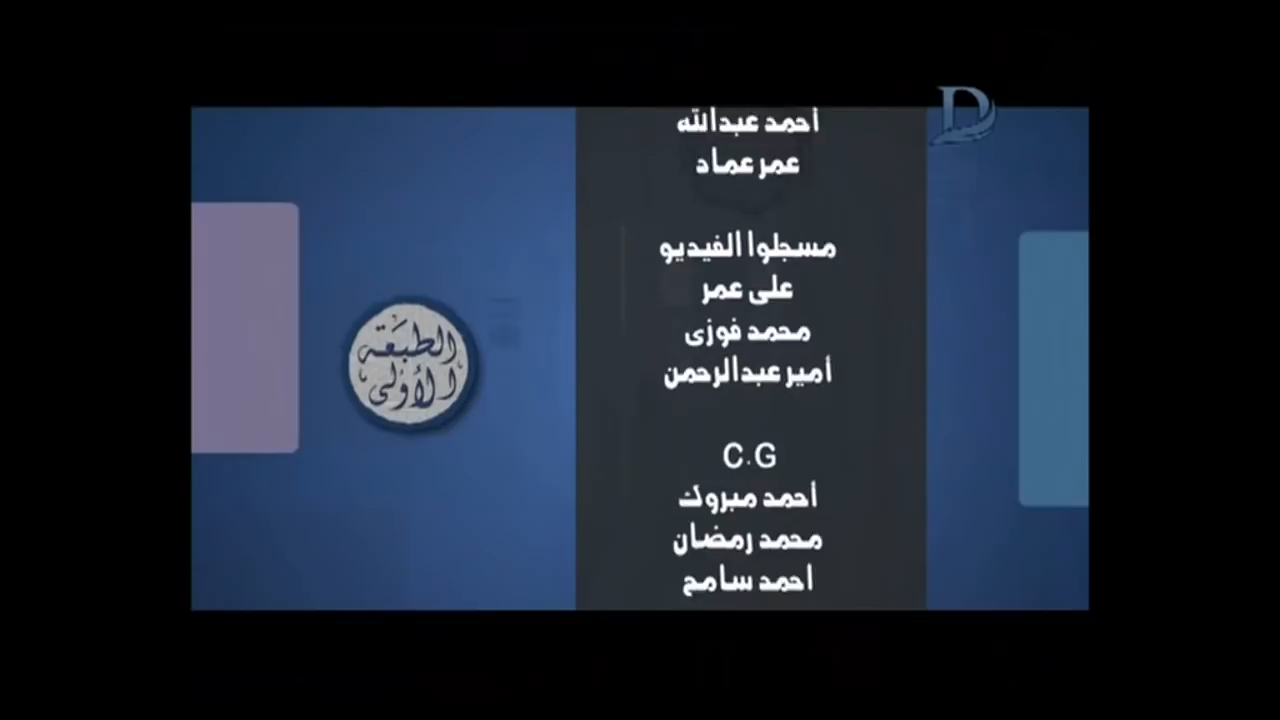 أحمد عبدالله
عمر عماد
مسجلوا الفيديو
على عمر
محمد فوزى
أمير عبدالرحمن
C.G
أحمد مبروك
محمد رمضان
احمد سامح
الطبعة
الأولى
D